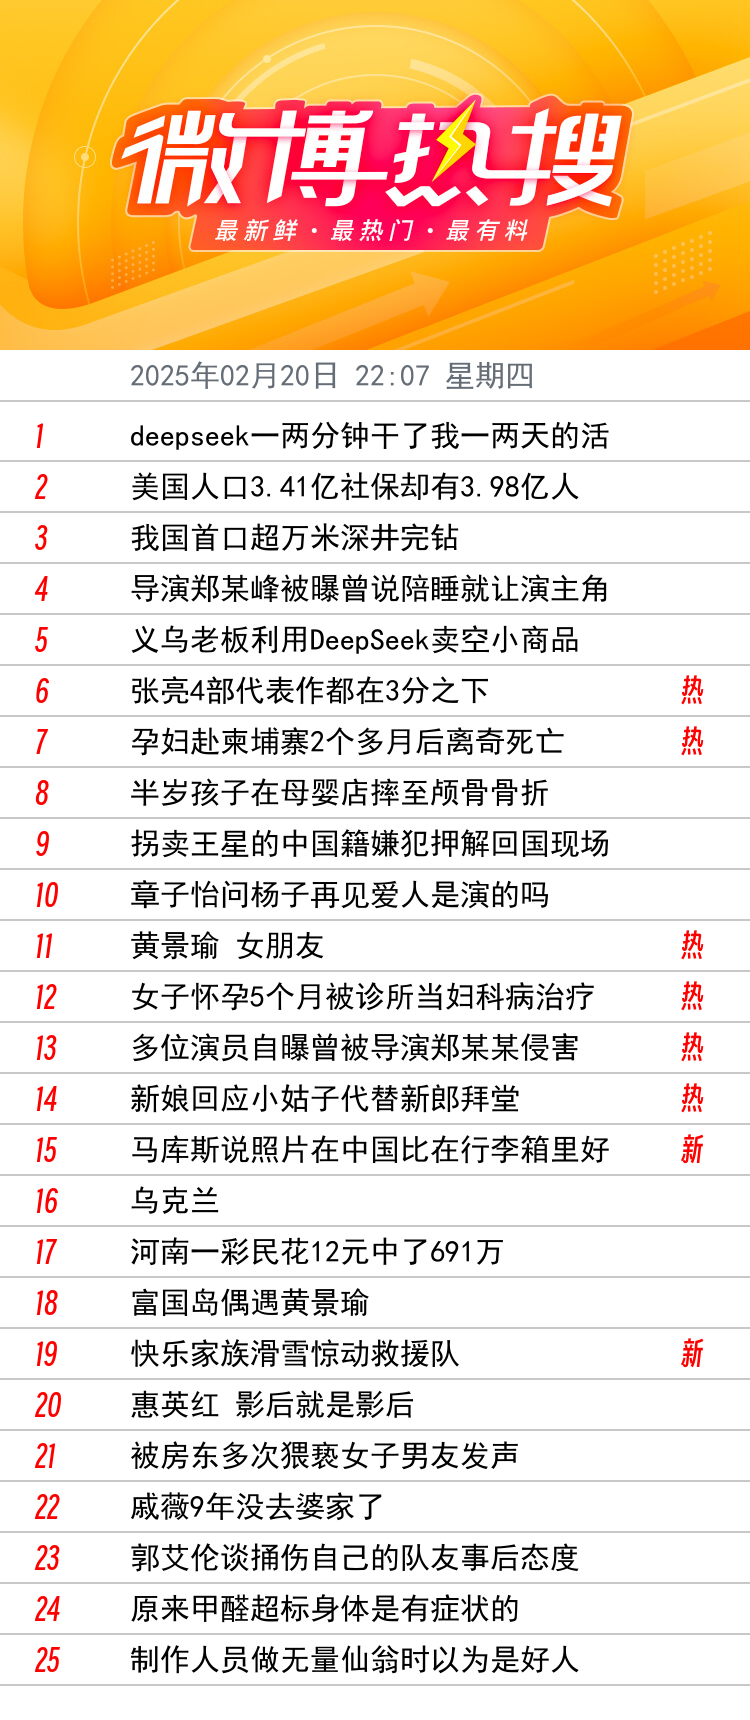 微博热搜
最新鲜·最热门·最有料
2025年02月20日 22:07 星期四
1 deepseek一两分钟干了我一两天的活
2 美国人口3.41亿社保却有3.98亿人
3 我国首口超万米深井完钻
4 导演郑某峰被曝曾说陪睡就让演主角
5 义乌老板利用DeepSeek卖空小商品
6 张亮4部代表作都在3分之下 热
7 孕妇赴柬埔寨2个多月后离奇死亡 热
8 半岁孩子在母婴店摔至颅骨骨折
9 拐卖王星的中国籍嫌犯押解回国现场
10 章子怡问杨子再见爱人是演的吗
11 黄景瑜 女朋友 热
12 女子怀孕5个月被诊所当妇科病治疗 热
13 多位演员自曝曾被导演郑某某侵害 热
14 新娘回应小姑子代替新郎拜堂 热
15 马库斯说照片在中国比在行李箱里好 新
16 乌克兰
17 河南一彩民花12元中了691万
18 富国岛偶遇黄景瑜
19 快乐家族滑雪惊动救援队 新
20 惠英红 影后就是影后
21 被房东多次猥亵女子男友发声
22 戚薇9年没去婆家了
23 郭艾伦谈捅伤自己的队友事后态度
24 原来甲醛超标身体是有症状的
25 制作人员做无量仙翁时以为是好人